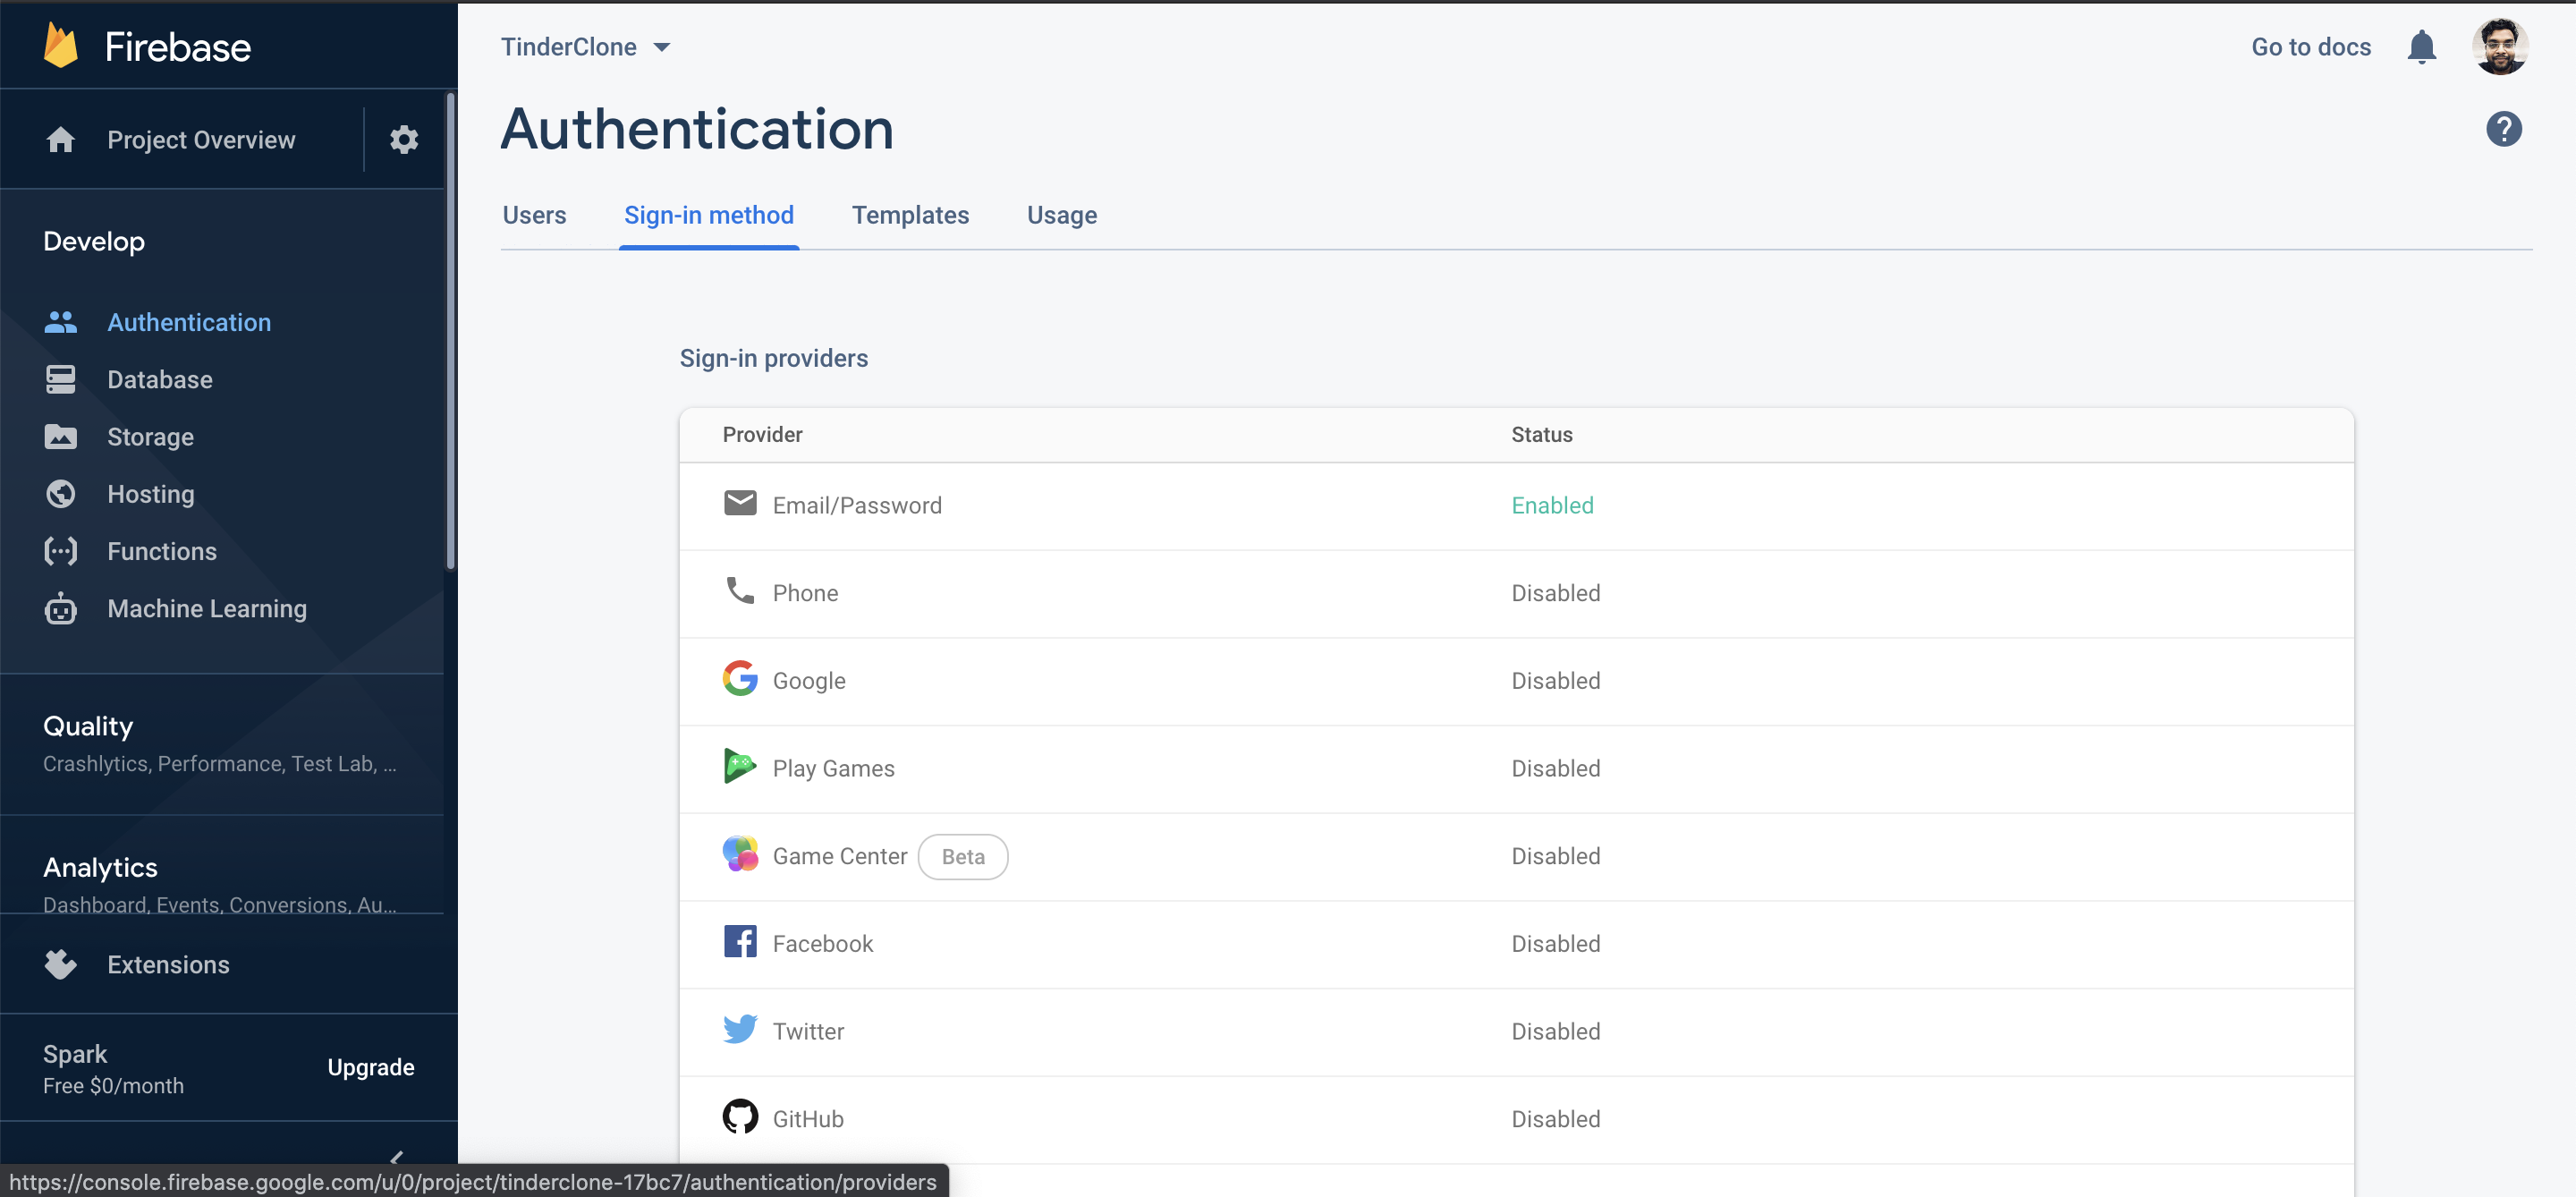 Firebase
Project Overview
Develop
Authentication
Database
Storage
Hosting
Functions
Machine Learning
Quality
Crashlytics, Performance, Test Lab, ...
Analytics
Dashboard, Events, Conversions, Au...
Extensions
Spark
Free $0/month
Upgrade
TinderClone
Go to docs
Authentication
?
Users Sign-in method Templates Usage
Sign-in providers
Provider Status
Email/Password Enabled
Phone Disabled
Google Disabled
Play Games Disabled
Game Center Beta Disabled
Facebook Disabled
Twitter Disabled
GitHub Disabled
https://console.firebase.google.com/u/0/project/tinderclone-17bc7/authentication/providers